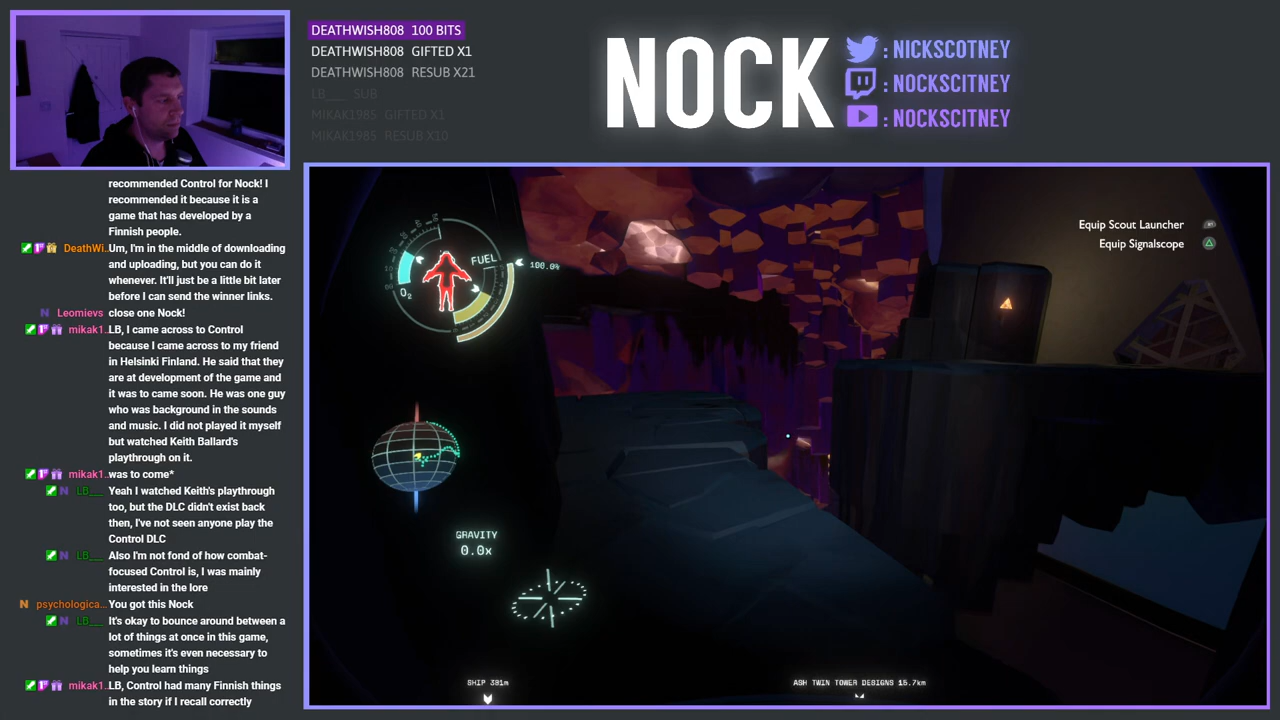 DEATHWISH808 100 BITS
DEATHWISH808 GIFTED X1
DEATHWISH808 RESUB X21
LB___ SUB
MIKAK1985 GIFTED X1
MIKAK1985 RESUB X10
NOCK
: NICKSCOTNEY
: NOCKSCITNEY
: NOCKSCITNEY
recommended Control for Nock! I
recommended it because it is a
game that has developed by a
Finnish people.
DeathWi.. Um, I'm in the middle of downloading
and uploading, but you can do it
whenever. It'll just be a little bit later
before I can send the winner links.
Leomievs close one Nock!
mikak1.. LB, I came across to Control
because I came across to my friend
in Helsinki Finland. He said that they
are at development of the game and
it was to came soon. He was one guy
who was background in the sounds
and music. I did not played it myself
but watched Keith Ballard's
playthrough on it.
mikak1.. was to come*
LB___ Yeah I watched Keith's playthrough
too, but the DLC didn't exist back
then, I've not seen anyone play the
Control DLC
LB___ Also I'm not fond of how combat-
focused Control is, I was mainly
interested in the lore
psychologica... You got this Nock
LB___ It's okay to bounce around between a
lot of things at once in this game,
sometimes it's even necessary to
help you learn things
mikak1.. LB, Control had many Finnish things
in the story if I recall correctly
Equip Scout Launcher
Equip Signalscope
FUEL
100.0%
O2
GRAVITY
0.0x
SHIP 391m
ASH TWIN TOWER DESIGNS 15.7km